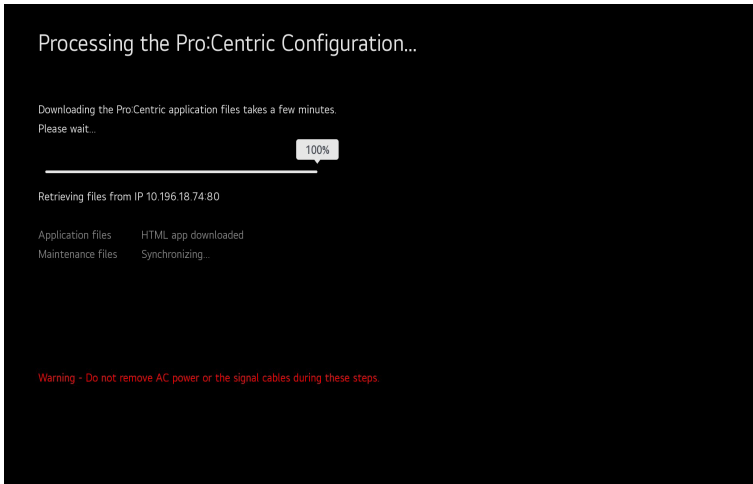 Processing the Pro:Centric Configuration...
Downloading the Pro:Centric application files takes a few minutes.
Please wait...
100%
Retrieving files from IP 10.196.18.74:80
Application files HTML app downloaded
Maintenance files Synchronizing...
Warning - Do not remove AC power or the signal cables during these steps.